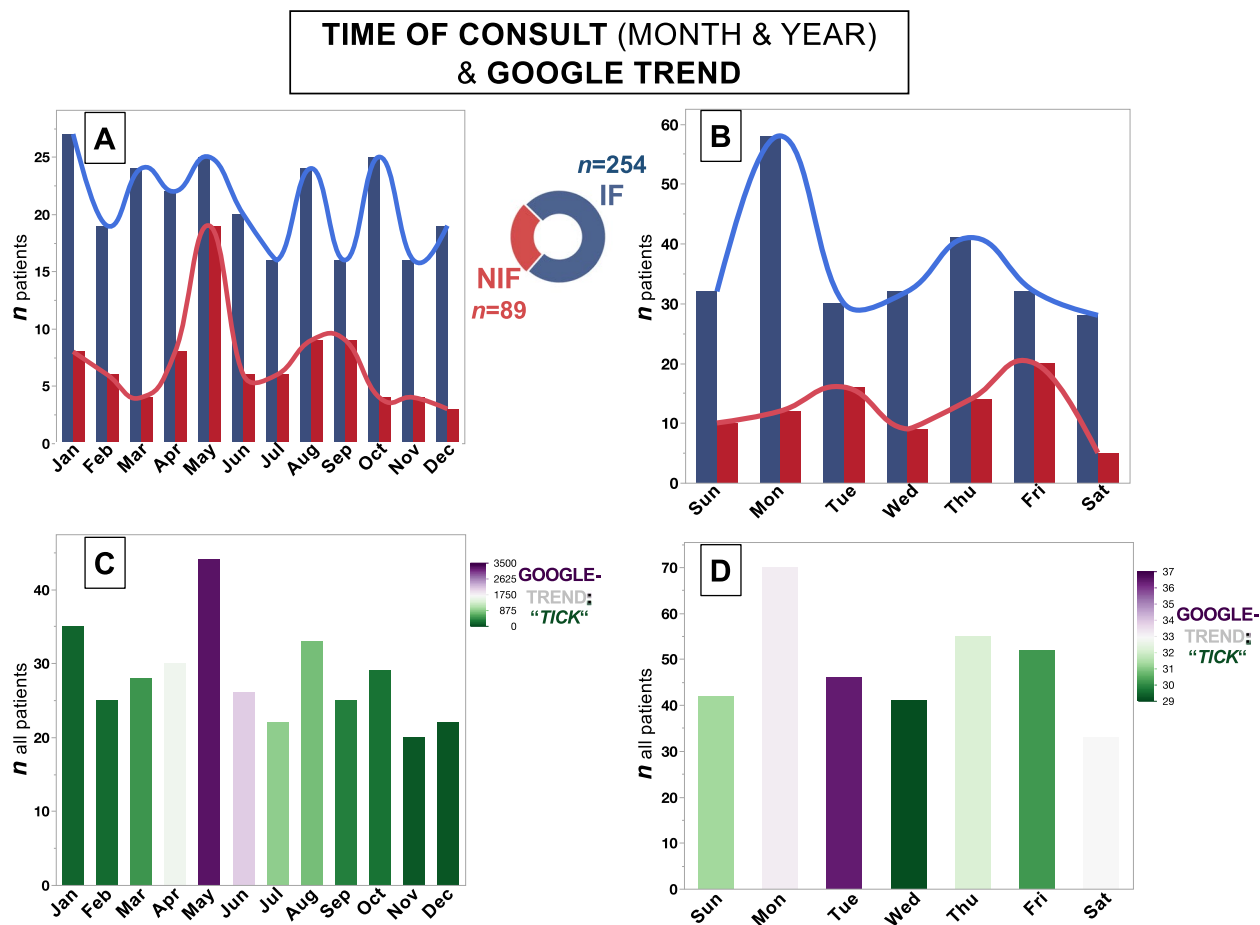 TIME OF CONSULT (MONTH & YEAR)
& GOOGLE TREND
A
25
20
15
10
5
0
n patients
Jan Feb Mar Apr May Jun Jul Aug Sep Oct Nov Dec
n=254
IF
NIF
n=89
B
60
50
40
30
20
10
0
n patients
Sun Mon Tue Wed Thu Fri Sat
C
40
30
20
10
0
n all patients
Jan Feb Mar Apr May Jun Jul Aug Sep Oct Nov Dec
3500
2625
1750
875
0
GOOGLE-
TREND:
“TICK“
D
70
60
50
40
30
20
10
0
n all patients
Sun Mon Tue Wed Thu Fri Sat
37
36
35
34
33
32
31
30
29
GOOGLE-
TREND:
“TICK“